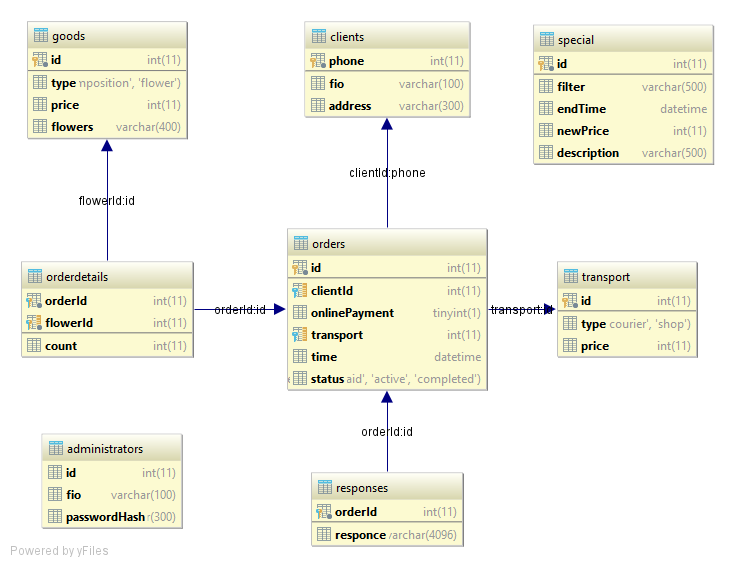 goods
id int(11)
type nposition', 'flower')
price int(11)
flowers varchar(400)
clients
phone int(11)
fio varchar(100)
address varchar(300)
special
id int(11)
filter varchar(500)
endTime datetime
newPrice int(11)
description varchar(500)
flowerId:id
clientId:phone
orderdetails
orderId int(11)
flowerId int(11)
count int(11)
orderId:id
orders
id int(11)
clientId int(11)
onlinePayment tinyint(1)
transport int(11)
time datetime
status aid', 'active', 'completed')
transport:id
transport
id int(11)
type courier', 'shop')
price int(11)
orderId:id
administrators
id int(11)
fio varchar(100)
passwordHash r(300)
responses
orderId int(11)
responce varchar(4096)
Powered by yFiles